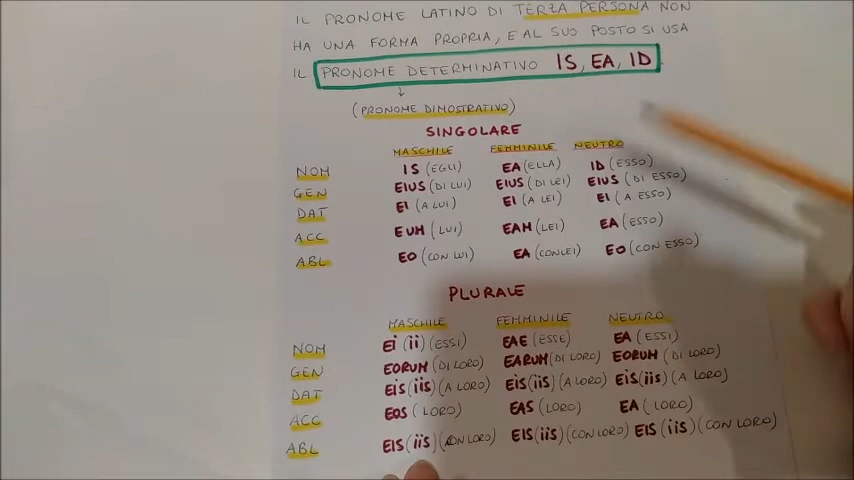 IL PRONOME LATINO DI TERZA PERSONA NON
HA UNA FORMA PROPRIA, E AL SUO POSTO SI USA
IL PRONOME DETERMINATIVO IS, EA, ID.
↓
(PRONOME DIMOSTRATIVO)
SINGOLARE
MASCHILE FEMMINILE NEUTRO
NOM IS (EGLI) EA (ELLA) ID (ESSO)
GEN EIUS (DI LUI) EIUS (DI LEI) EIUS (DI ESSO)
DAT EI (A LUI) EI (A LEI) EI (A ESSO)
ACC EUM (LUI) EAM (LEI) EA (ESSO)
ABL EO (CON LUI) EA (CON LEI) EO (CON ESSO)
PLURALE
MASCHILE FEMMINILE NEUTRO
NOM Ei (ii) (ESSI) EAE (ESSE) EA (ESSI)
GEN EORUM (DI LORO) EARUM (DI LORO) EORUM (DI LORO)
DAT EiS (iiS) (A LORO) EiS (iiS) (A LORO) EiS (iiS) (A LORO)
ACC EOS (LORO) EAS (LORO) EA (LORO)
ABL EIS (iiS) (CON LORO) EIS (iiS) (CON LORO) EIS (iiS) (CON LORO)